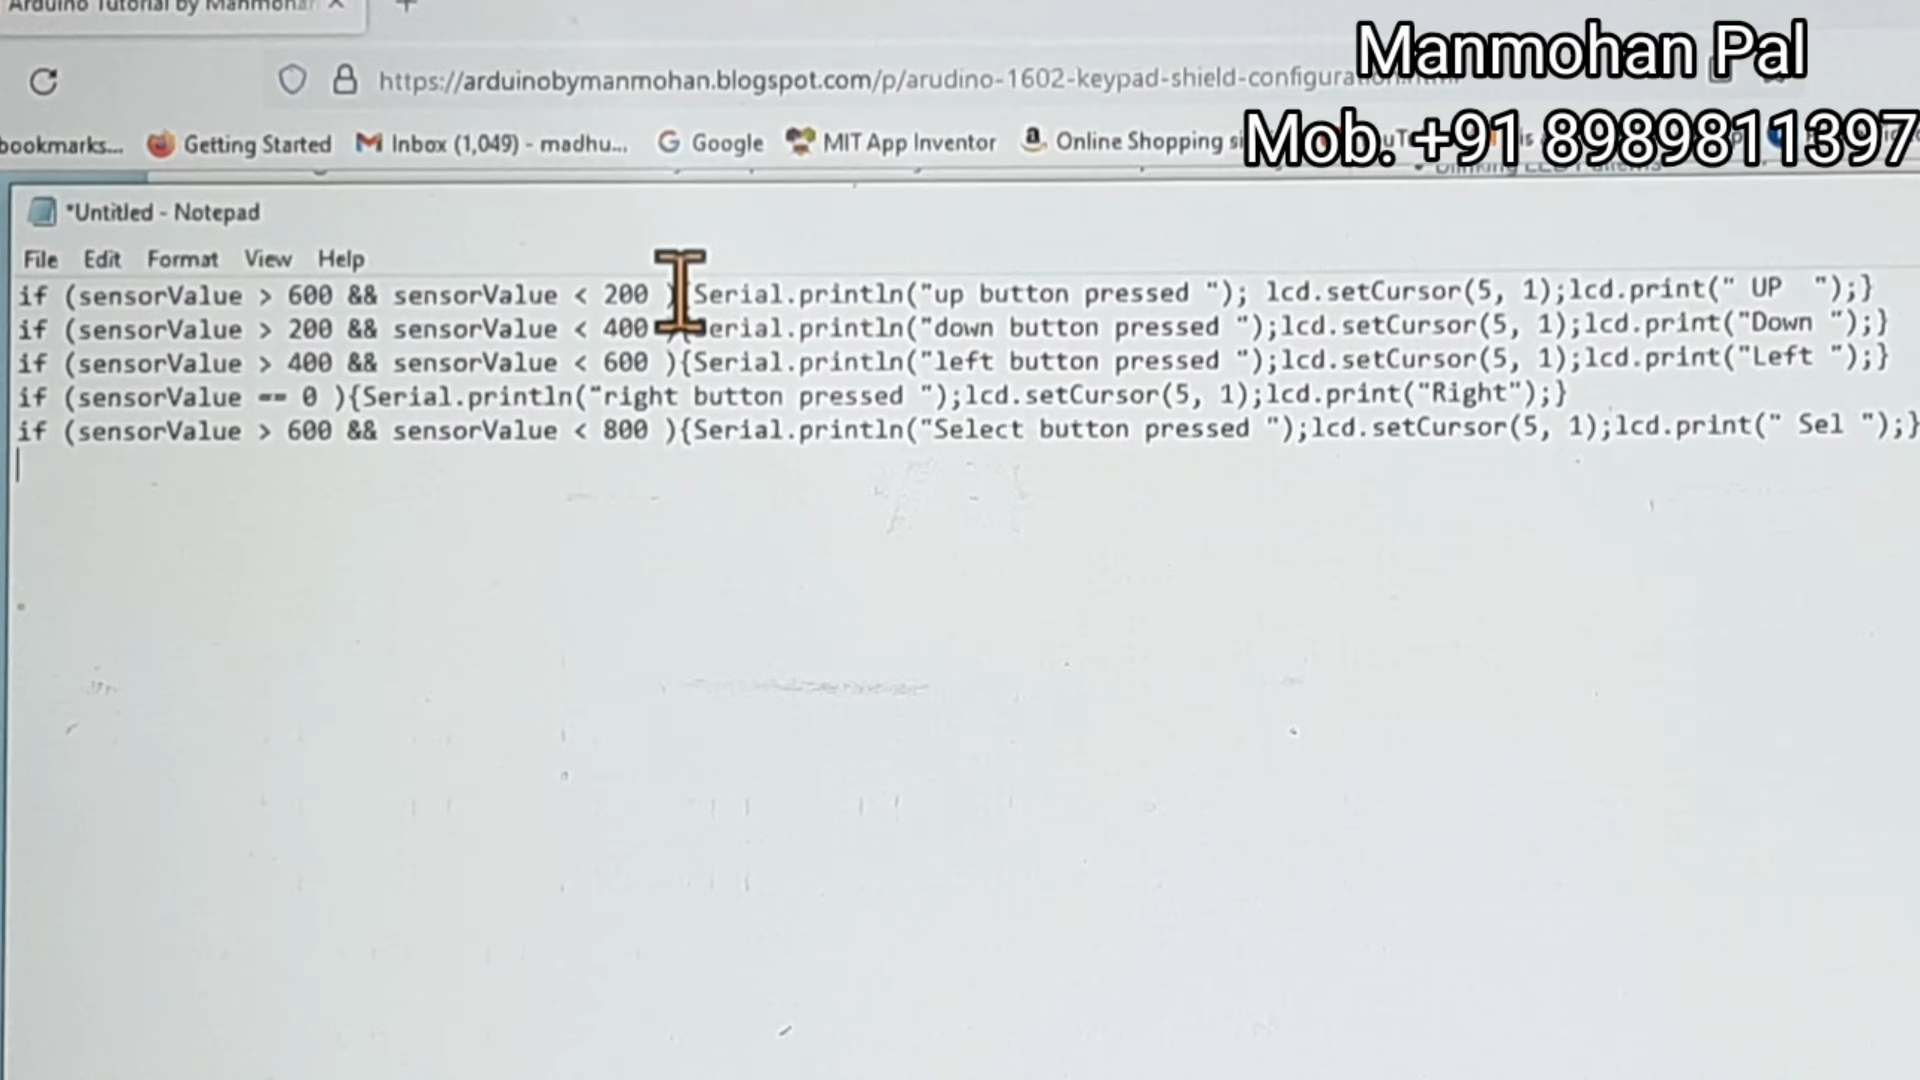 Arduino Tutorial by Manmohan
Manmohan Pal
https://arduinobymanmohan.blogspot.com/p/arudino-1602-keypad-shield-configura
Mob. +91 8989811397
bookmarks... Getting Started Inbox (1,049) - madhu... Google MIT App Inventor Online Shopping si
*Untitled - Notepad
File Edit Format View Help
if (sensorValue > 600 && sensorValue < 200 ) Serial.println("up button pressed "); lcd.setCursor(5, 1);lcd.print(" UP  ");}
if (sensorValue > 200 && sensorValue < 400 erial.println("down button pressed ");lcd.setCursor(5, 1);lcd.print("Down ");}
if (sensorValue > 400 && sensorValue < 600 ){Serial.println("left button pressed ");lcd.setCursor(5, 1);lcd.print("Left ");}
if (sensorValue == 0 ){Serial.println("right button pressed ");lcd.setCursor(5, 1);lcd.print("Right");}
if (sensorValue > 600 && sensorValue < 800 ){Serial.println("Select button pressed ");lcd.setCursor(5, 1);lcd.print(" Sel ");}